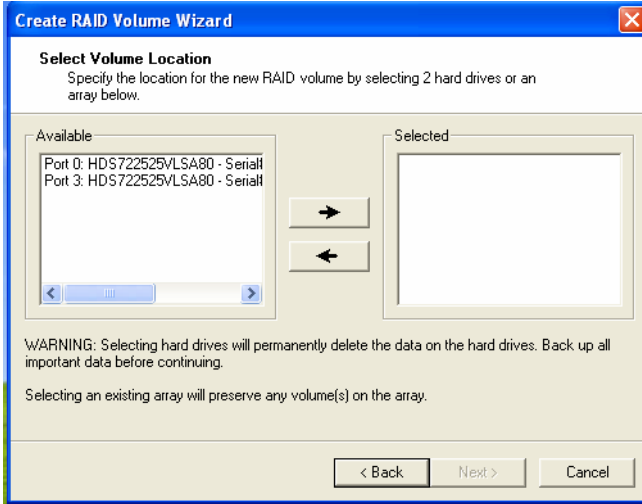 Create RAID Volume Wizard
Select Volume Location
Specify the location for the new RAID volume by selecting 2 hard drives or an
array below.
Available
Selected
Port 0: HDS722525VLSA80 - Serial
Port 3: HDS722525VLSA80 - Serial
WARNING: Selecting hard drives will permanently delete the data on the hard drives. Back up all
important data before continuing.
Selecting an existing array will preserve any volume(s) on the array.
< Back
Next >
Cancel